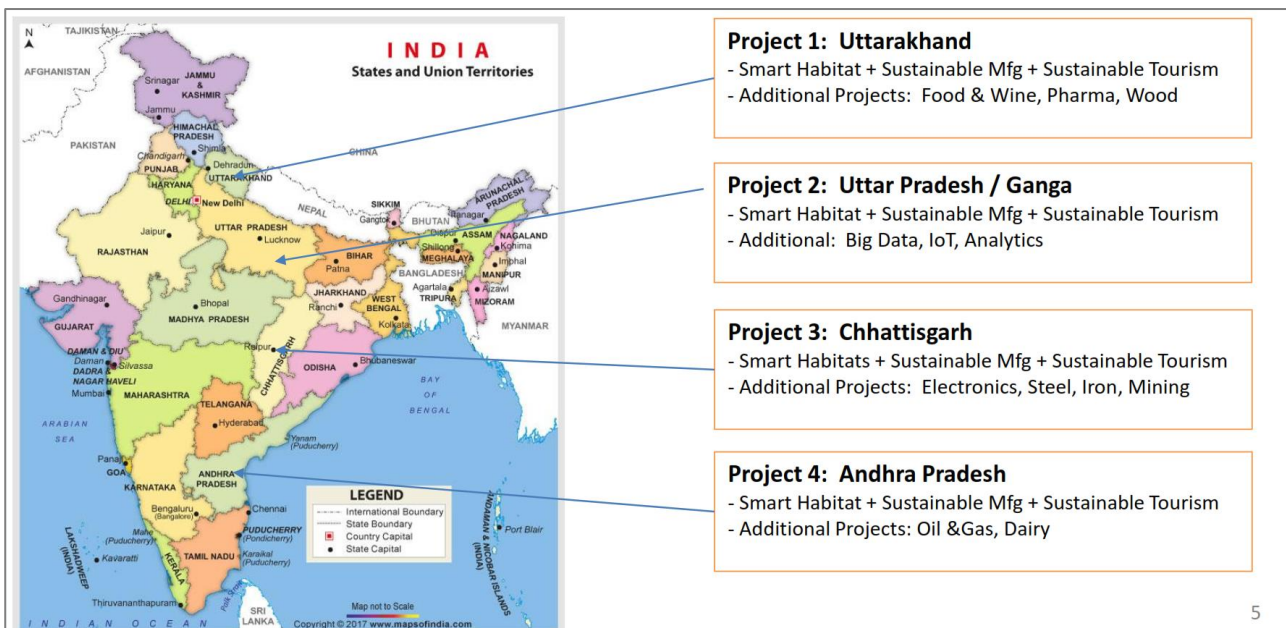 N
TAJIKISTAN
AFGHANISTAN
INDIA
States and Union Territories
Srinagar
JAMMU
&
KASHMIR
Jammu
PAKISTAN
HIMACHAL
PRADESH
Shimla
CHINA
Chandigarh
PUNJAB
Dehradun
UTTARAKHAND
HARYANA
DELHI
New Delhi
NEPAL
SIKKIM
Gangtok
BHUTAN
ARUNACHAL
PRADESH
Itanagar
Jaipur
RAJASTHAN
UTTAR PRADESH
Lucknow
BIHAR
Patna
Dispur
ASSAM
NAGALAND
Kohima
Shillong
MEGHALAYA
Imphal
MANIPUR
BANGLADESH
Agartala
TRIPURA
Aizawl
MIZORAM
MYANMAR
Gandhinagar
GUJARAT
Bhopal
MADHYA PRADESH
JHARKHAND
Ranchi
WEST
BENGAL
Kolkata
DAMAN & DIU
Daman
Silvassa
DADRA &
NAGAR HAVELI
Mumbai
MAHARASHTRA
Raipur
CHHATTISGARH
ODISHA
Bhubaneswar
BAY
OF
BENGAL
ARABIAN
SEA
TELANGANA
Hyderabad
Yanam
(Puducherry)
Panaji
GOA
KARNATAKA
ANDHRA
PRADESH
Bengaluru
(Bangalore)
Chennai
Mahe
(Puducherry)
PUDUCHERRY
(Pondicherry)
Karaikal
(Puducherry)
TAMIL NADU
KERALA
LAKSHADWEEP
(INDIA)
Kavaratti
Thiruvananthapuram
Palk Strait
SRI
LANKA
INDIAN OCEAN
ANDAMAN & NICOBAR ISLANDS
(INDIA)
Port Blair
LEGEND
International Boundary
State Boundary
Country Capital
State Capital
Map not to Scale
Copyright © 2017 www.mapsofindia.com
Project 1: Uttarakhand
- Smart Habitat + Sustainable Mfg + Sustainable Tourism
- Additional Projects: Food & Wine, Pharma, Wood
Project 2: Uttar Pradesh / Ganga
- Smart Habitat + Sustainable Mfg + Sustainable Tourism
- Additional: Big Data, IoT, Analytics
Project 3: Chhattisgarh
- Smart Habitats + Sustainable Mfg + Sustainable Tourism
- Additional Projects: Electronics, Steel, Iron, Mining
Project 4: Andhra Pradesh
- Smart Habitat + Sustainable Mfg + Sustainable Tourism
- Additional Projects: Oil &Gas, Dairy
5